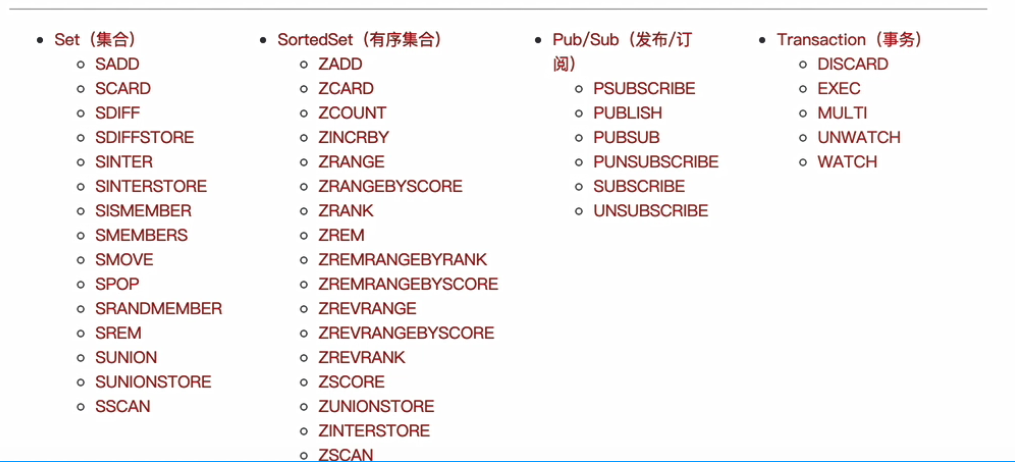 Set（集合）
SADD
SCARD
SDIFF
SDIFFSTORE
SINTER
SINTERSTORE
SISMEMBER
SMEMBERS
SMOVE
SPOP
SRANDMEMBER
SREM
SUNION
SUNIONSTORE
SSCAN
SortedSet（有序集合）
ZADD
ZCARD
ZCOUNT
ZINCRBY
ZRANGE
ZRANGEBYSCORE
ZRANK
ZREM
ZREMRANGEBYRANK
ZREMRANGEBYSCORE
ZREVRANGE
ZREVRANGEBYSCORE
ZREVRANK
ZSCORE
ZUNIONSTORE
ZINTERSTORE
ZSCAN
Pub/Sub（发布/订
阅）
PSUBSCRIBE
PUBLISH
PUBSUB
PUNSUBSCRIBE
SUBSCRIBE
UNSUBSCRIBE
Transaction（事务）
DISCARD
EXEC
MULTI
UNWATCH
WATCH